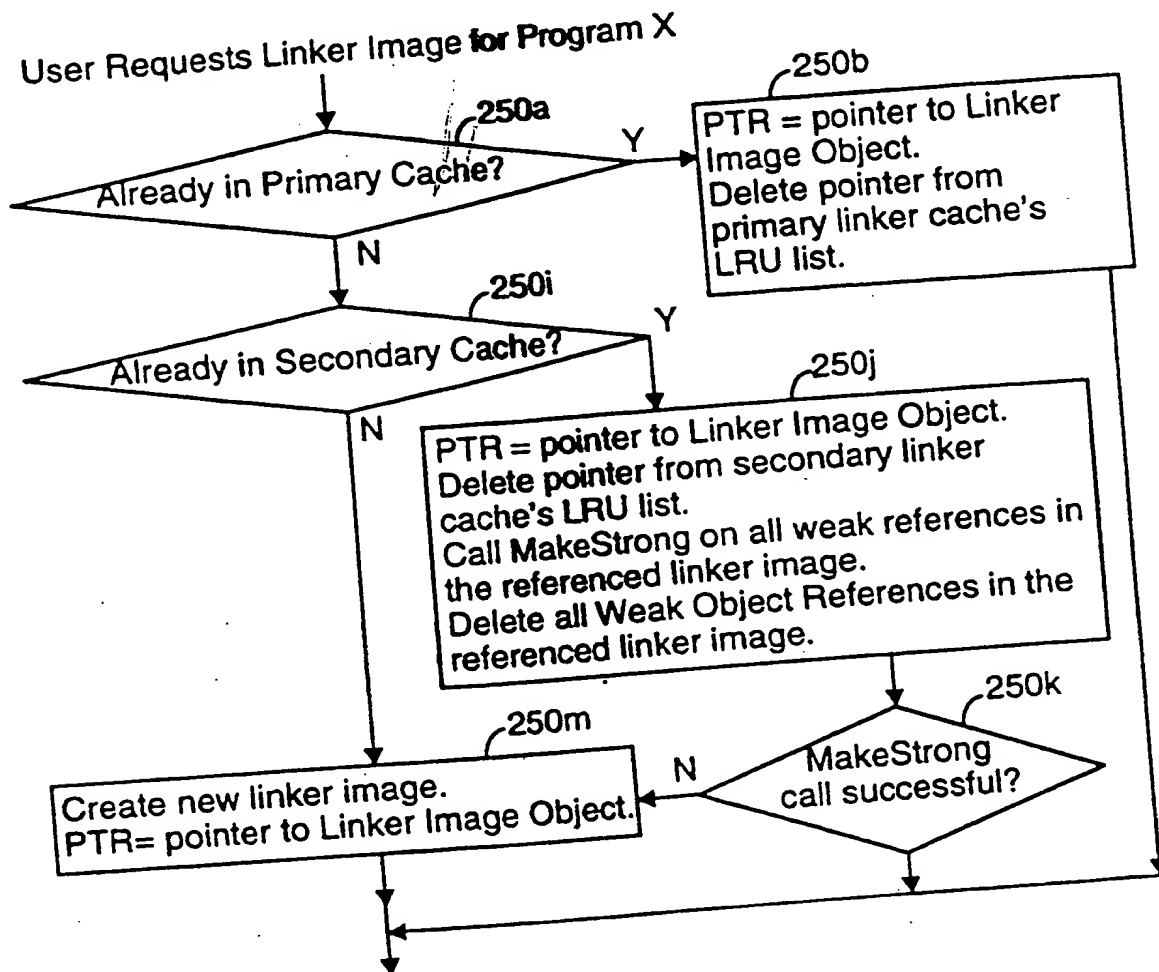 User Requests Linker Image for Program X
250a
Already in Primary Cache?
Y
N
250b
PTR = pointer to Linker
Image Object.
Delete pointer from
primary linker cache's
LRU list.
250i
Already in Secondary Cache?
Y
N
250j
PTR = pointer to Linker Image Object.
Delete pointer from secondary linker
cache's LRU list.
Call MakeStrong on all weak references in
the referenced linker image.
Delete all Weak Object References in the
referenced linker image.
250k
MakeStrong
call successful?
N
250m
Create new linker image.
PTR= pointer to Linker Image Object.